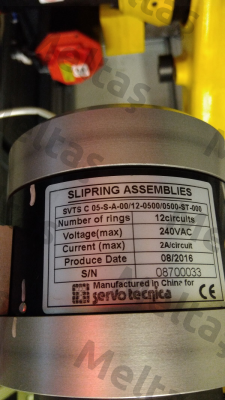 Meltaş
SLIPRING ASSEMBLIES
SVTS C 05-S-A-00/12-0500/0500-ST-000
Number of rings 12circuits
Voltage(max) 240VAC
Current (max) 2A/circuit
Produce Date 08/2016
S/N 08700033
Manufactured in China for
servotecnica CE